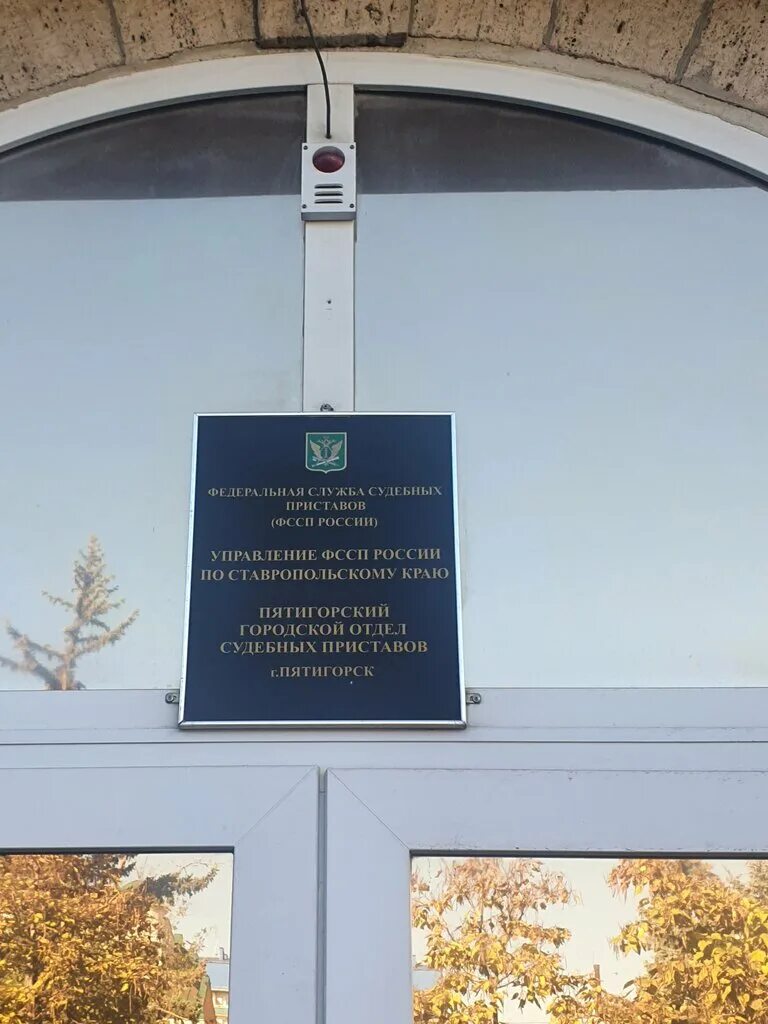 ФЕДЕРАЛЬНАЯ СЛУЖБА СУДЕБНЫХ
ПРИСТАВОВ
(ФССП РОССИИ)
УПРАВЛЕНИЕ ФССП РОССИИ
ПО СТАВРОПОЛЬСКОМУ КРАЮ
ПЯТИГОРСКИЙ
ГОРОДСКОЙ ОТДЕЛ
СУДЕБНЫХ ПРИСТАВОВ
г.ПЯТИГОРСК